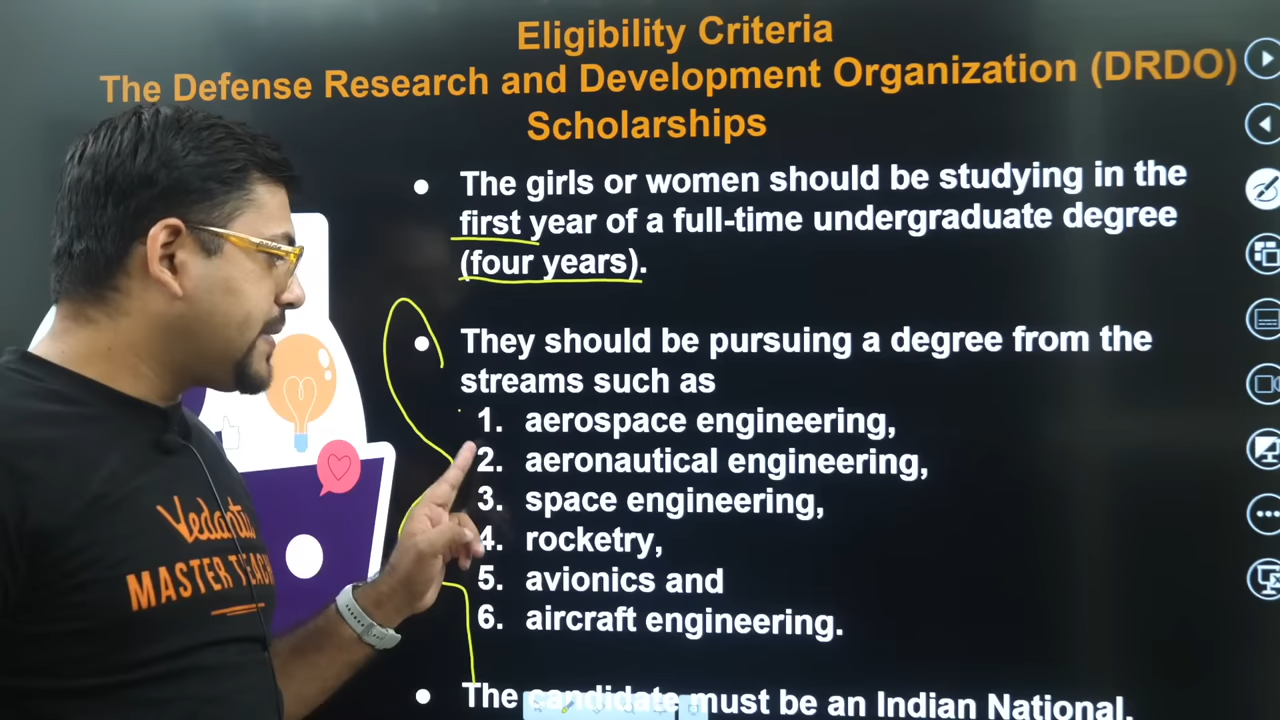 Eligibility Criteria
The Defense Research and Development Organization (DRDO)
Scholarships
● The girls or women should be studying in the
first year of a full-time undergraduate degree
(four years).
● They should be pursuing a degree from the
streams such as
1. aerospace engineering,
2. aeronautical engineering,
3. space engineering,
4. rocketry,
5. avionics and
6. aircraft engineering.
● The candidate must be an Indian National.
Vedantu
MASTER TEACH